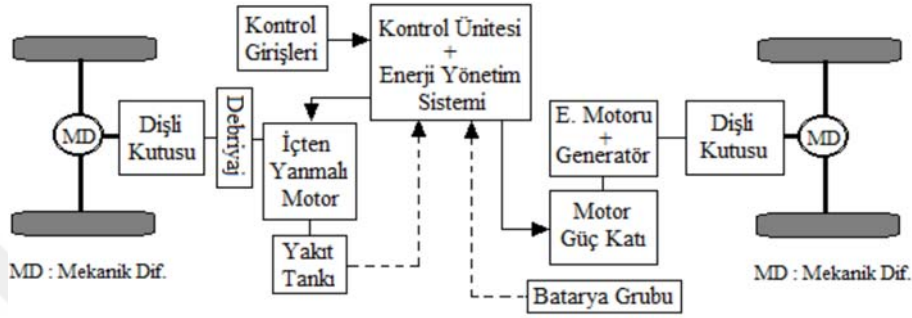 Kontrol
Girişleri
Kontrol Ünitesi
+
Enerji Yönetim
Sistemi
MD
Dişli
Kutusu
Debriyaj
İçten
Yanmalı
Motor
Yakıt
Tankı
E. Motoru
+
Generatör
Motor
Güç Katı
Dişli
Kutusu
MD
Batarya Grubu
MD : Mekanik Dif.
MD : Mekanik Dif.